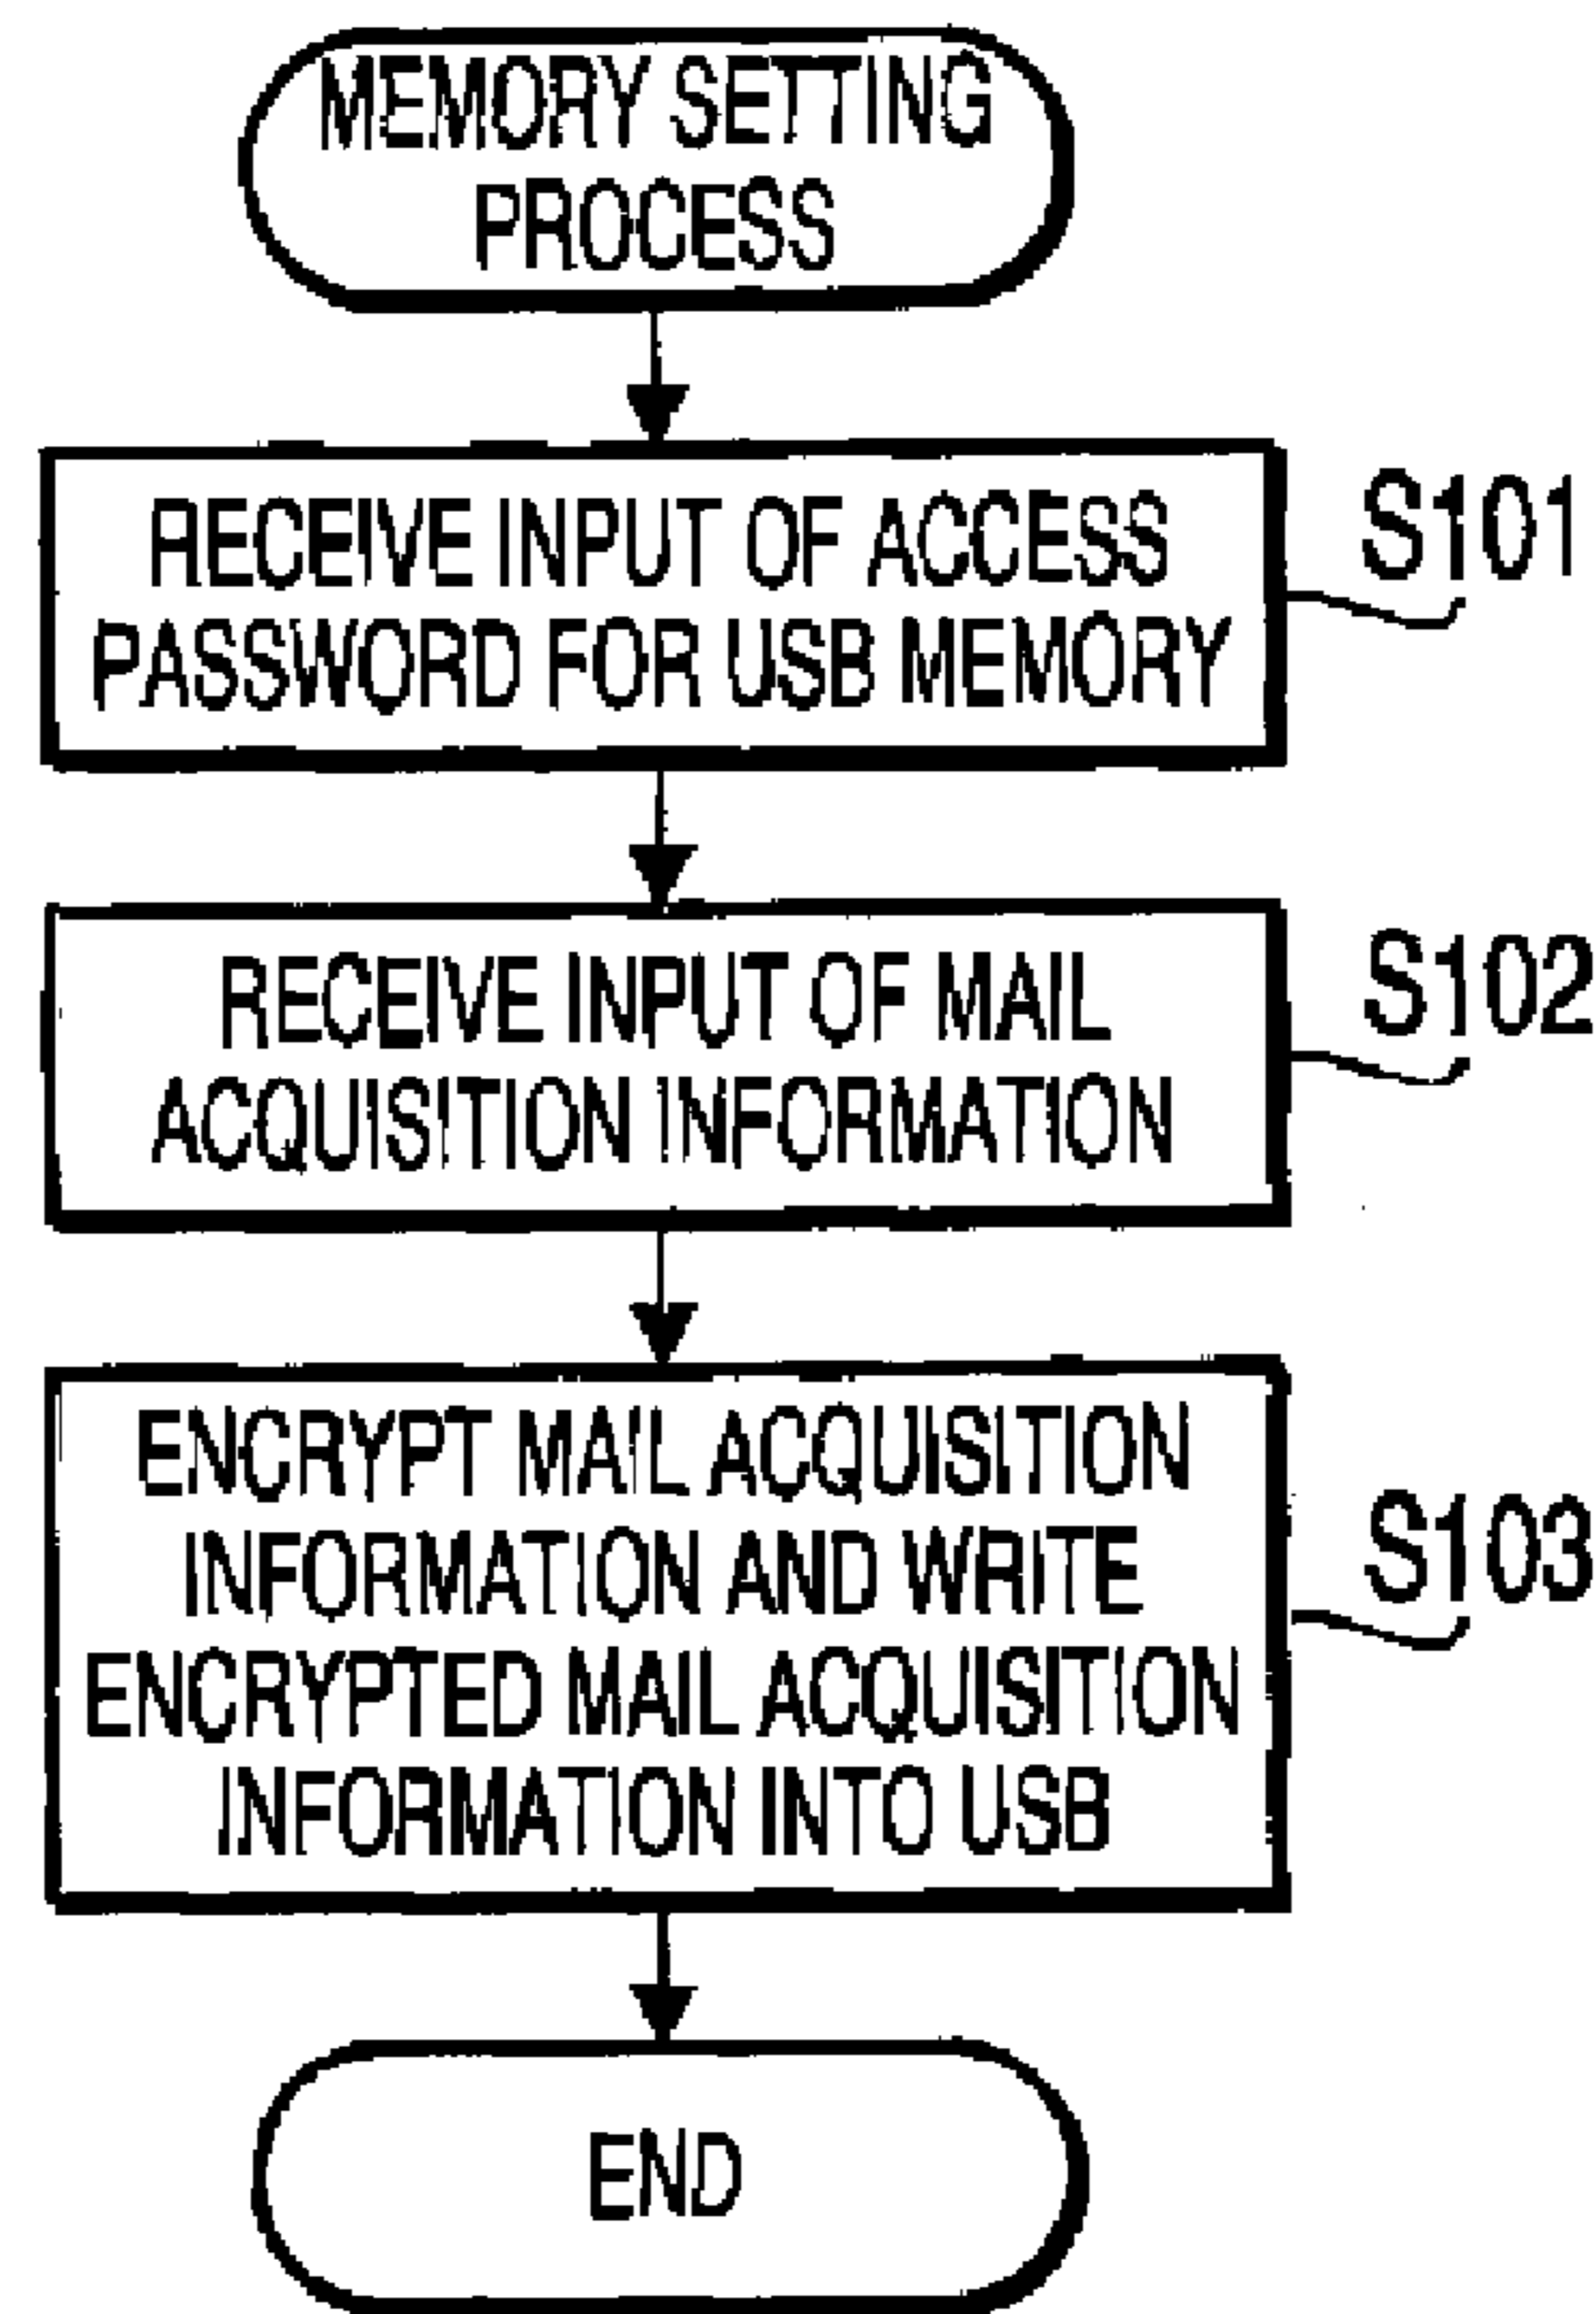 MEMORY SETTING
PROCESS
RECEIVE INPUT OF ACCESS
PASSWORD FOR USB MEMORY
S101
RECEIVE INPUT OF MAIL
ACQUISITION INFORMATION
S102
ENCRYPT MAIL ACQUISITION
INFORMATION AND WRITE
ENCRYPTED MAIL ACQUISITION
INFORMATION INTO USB
S103
END